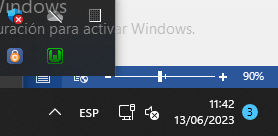 Windows
uración para activar Windows.
90%
ESP
11:42
13/06/2023
3